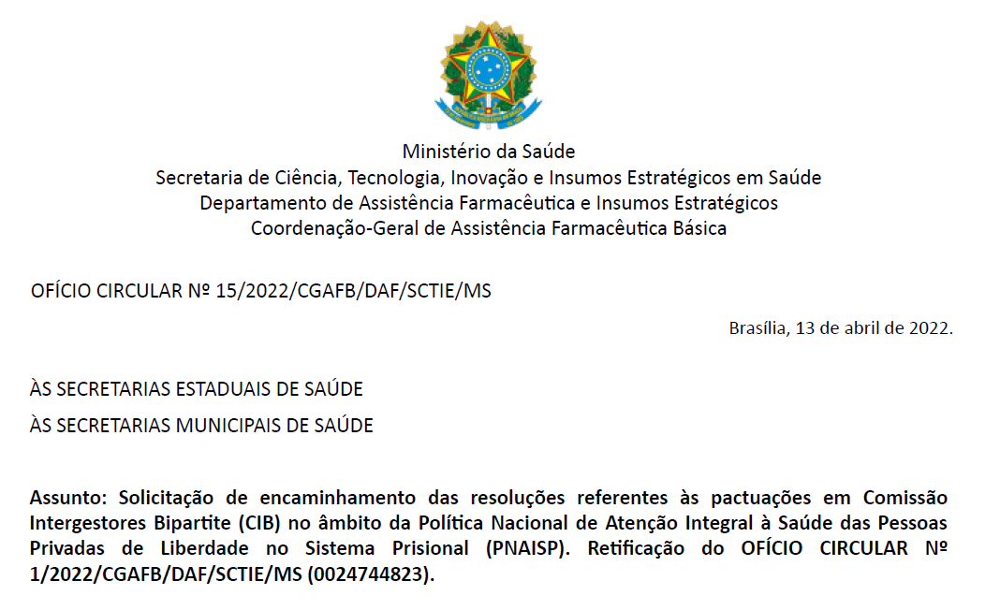 Ministério da Saúde
Secretaria de Ciência, Tecnologia, Inovação e Insumos Estratégicos em Saúde
Departamento de Assistência Farmacêutica e Insumos Estratégicos
Coordenação-Geral de Assistência Farmacêutica Básica
OFÍCIO CIRCULAR Nº 15/2022/CGAFB/DAF/SCTIE/MS
Brasília, 13 de abril de 2022.
ÀS SECRETARIAS ESTADUAIS DE SAÚDE
ÀS SECRETARIAS MUNICIPAIS DE SAÚDE
Assunto: Solicitação de encaminhamento das resoluções referentes às pactuações em Comissão
Intergestores Bipartite (CIB) no âmbito da Política Nacional de Atenção Integral à Saúde das Pessoas
Privadas de Liberdade no Sistema Prisional (PNAISP). Retificação do OFÍCIO CIRCULAR Nº
1/2022/CGAFB/DAF/SCTIE/MS (0024744823).